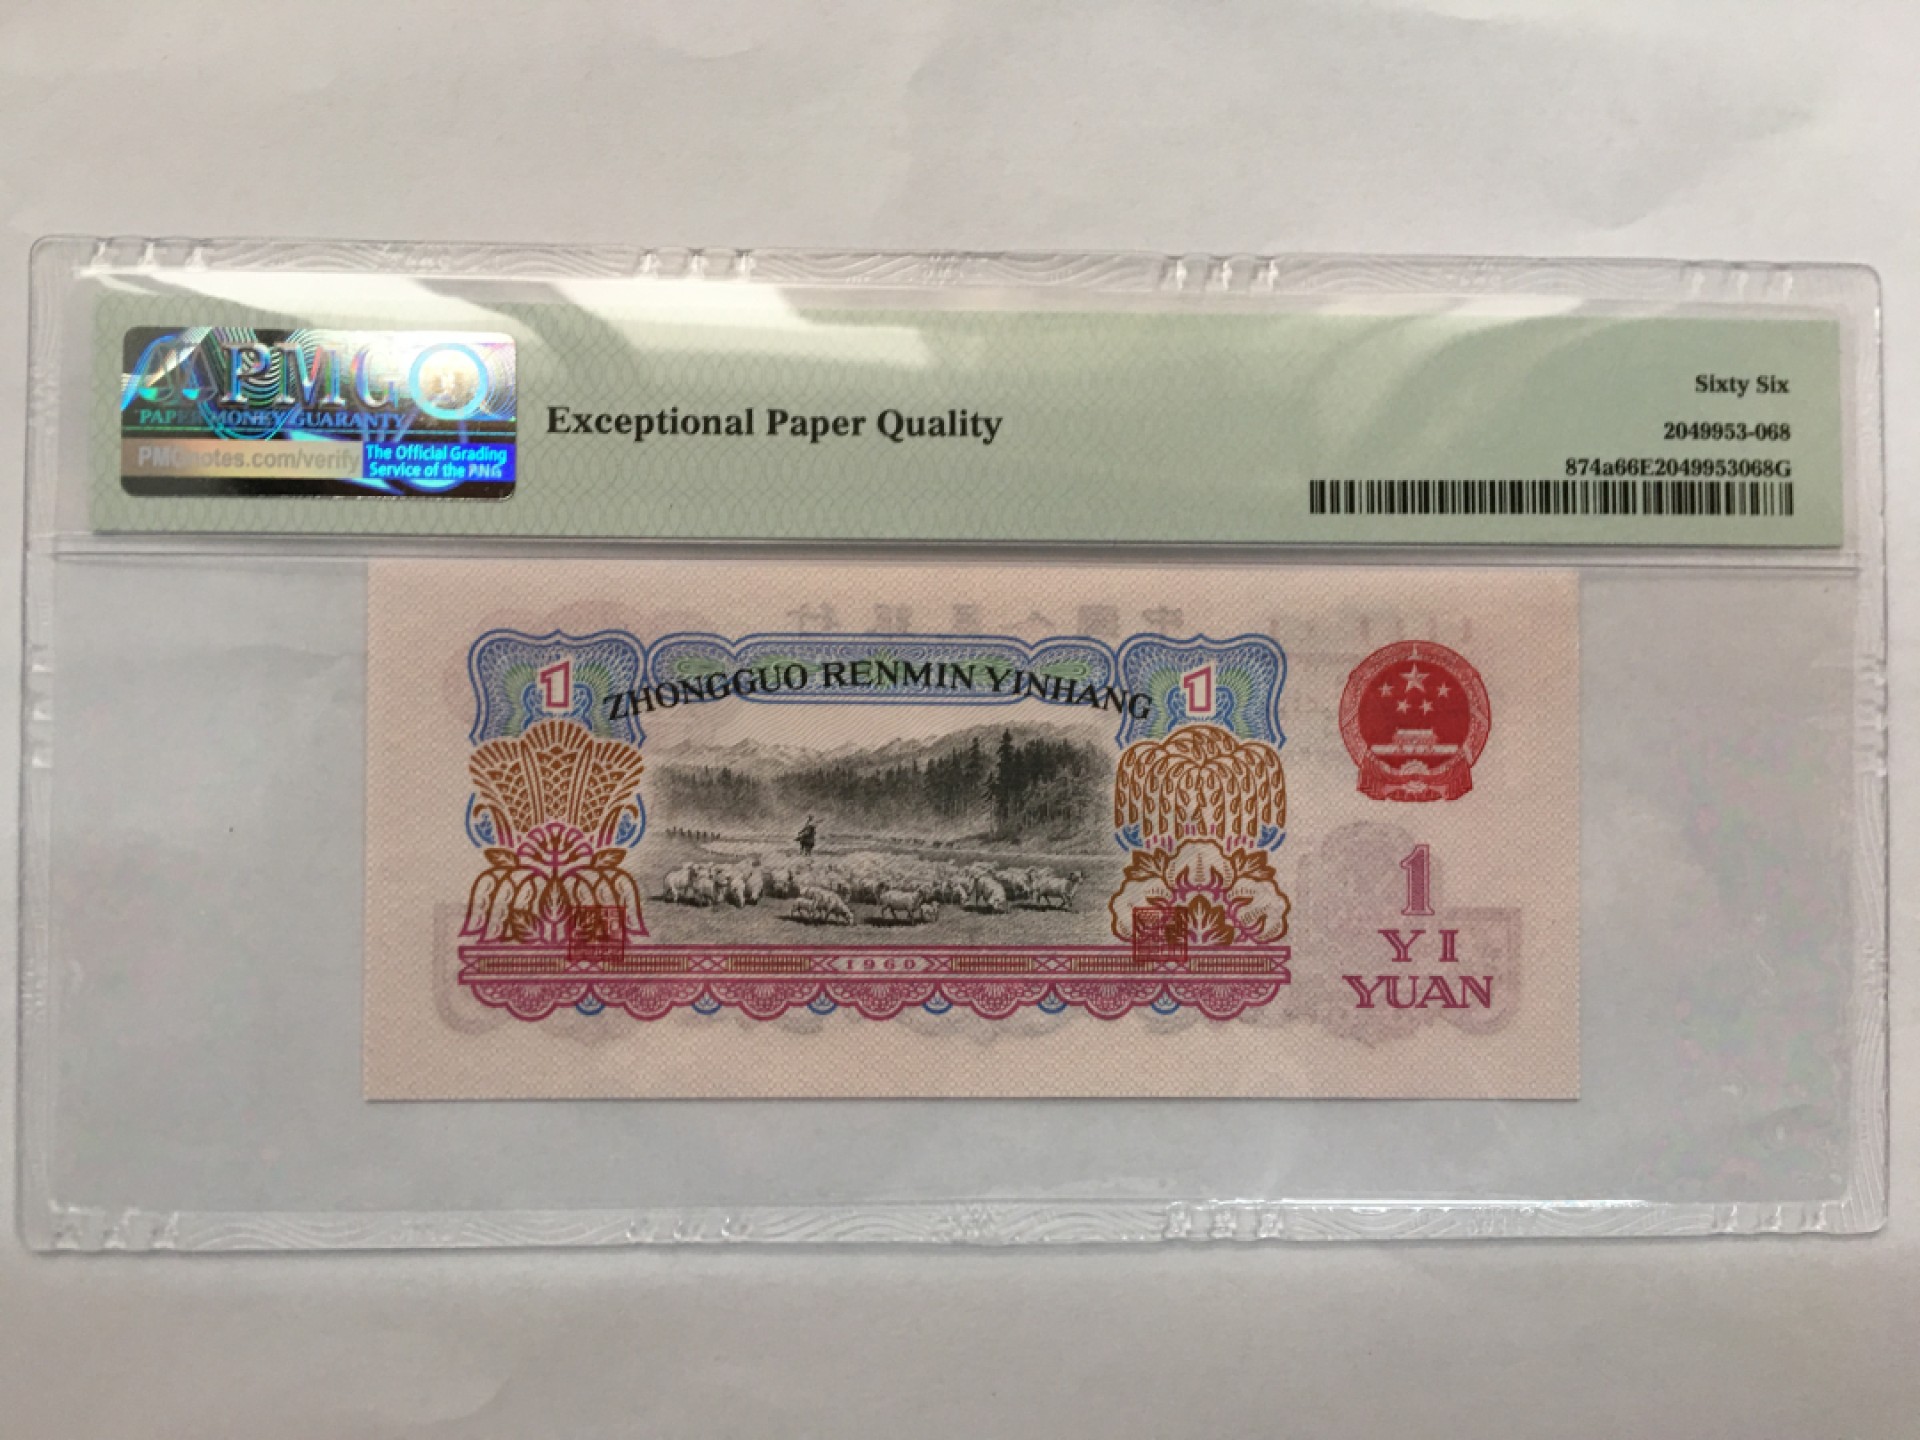 PMG
PAPER MONEY GUARANTY
PMGnotes.com/verify
The Official Grading
Service of the PNG
Exceptional Paper Quality
Sixty Six
2049953-068
874a66E2049953068G
1
ZHONGGUO RENMIN YINHANG
1
1960
1
YI
YUAN